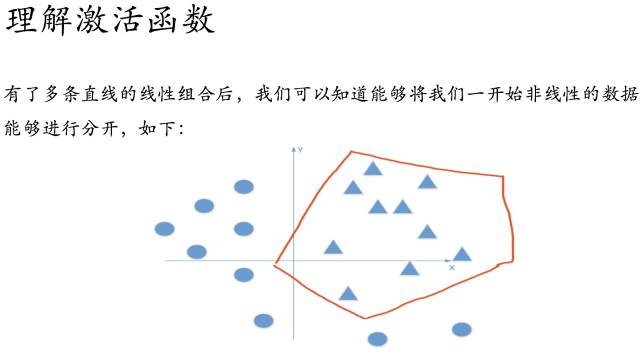 理解激活函数
有了多条直线的线性组合后，我们可以知道能够将我们一开始非线性的数据
能够进行分开，如下：
Y
X